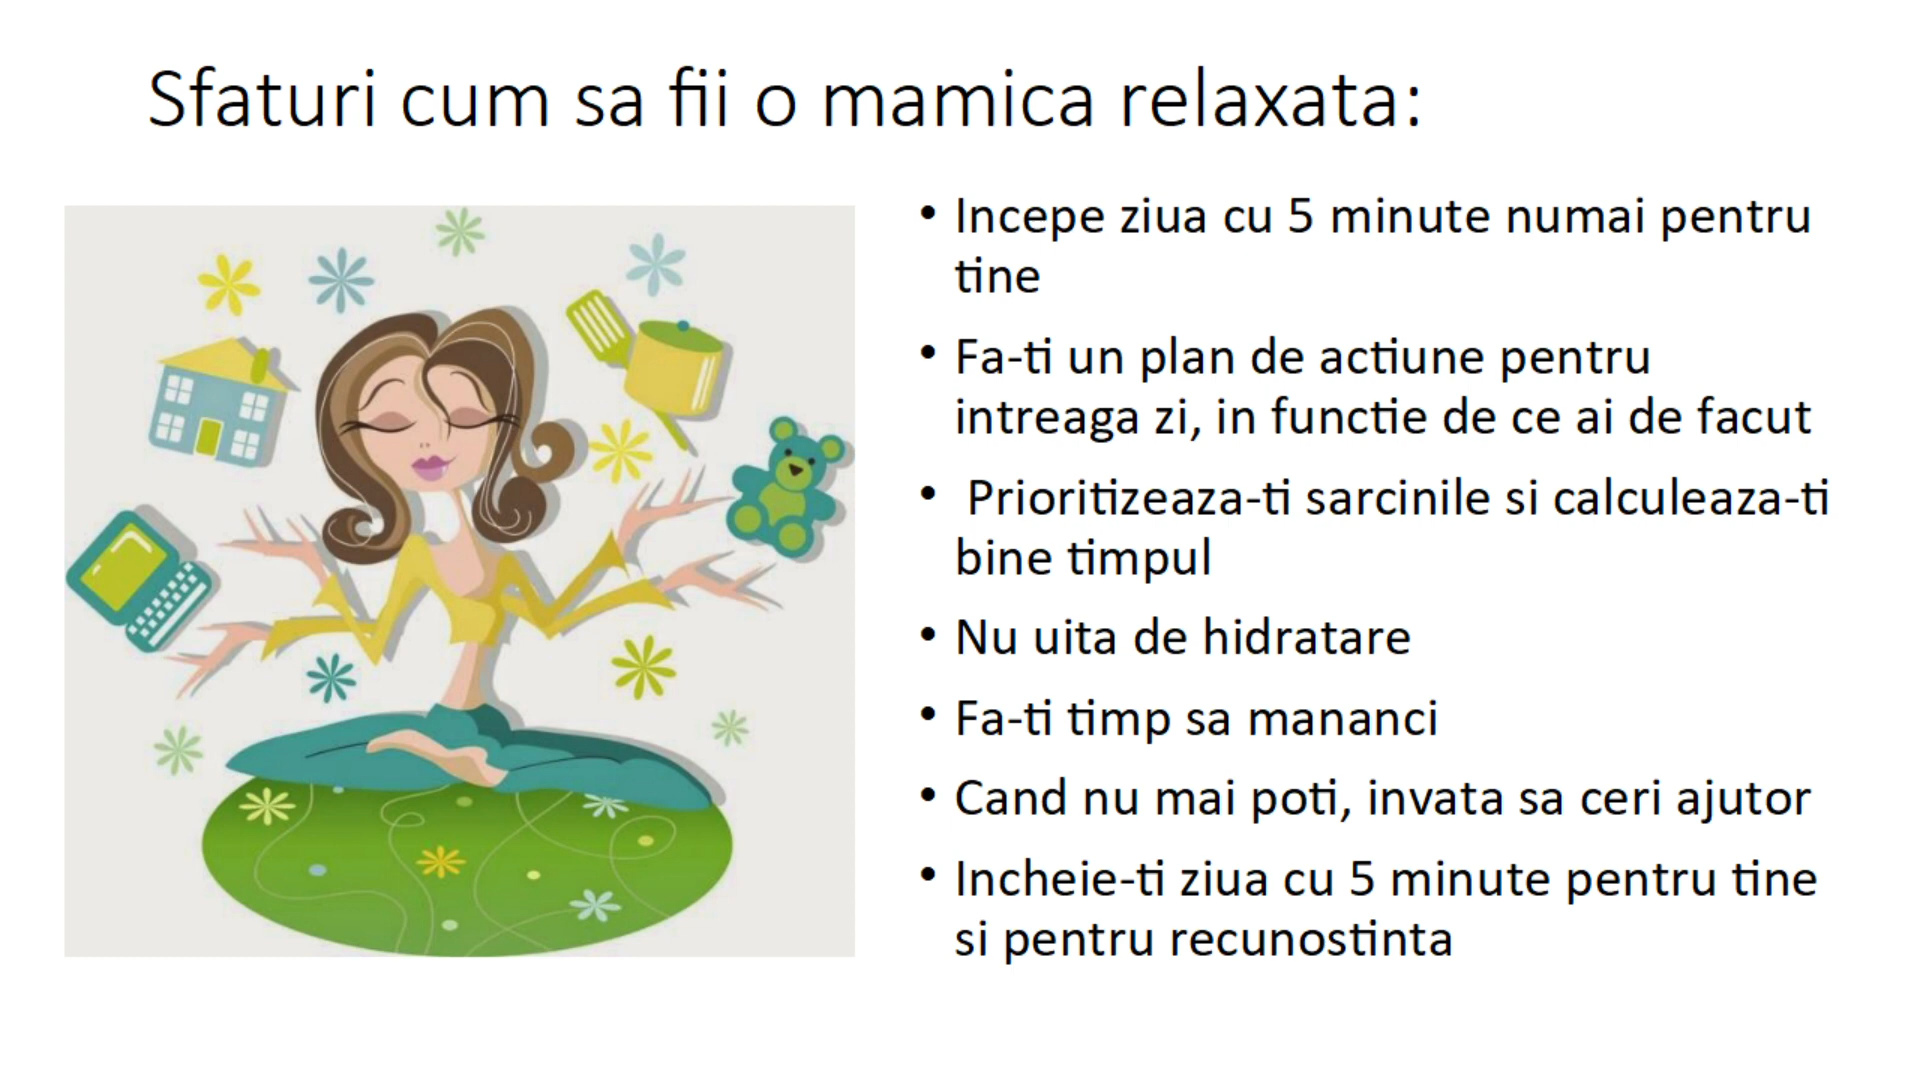 Sfaturi cum sa fii o mamica relaxata:
• Incepe ziua cu 5 minute numai pentru
tine
• Fa-ti un plan de actiune pentru
intreaga zi, in functie de ce ai de facut
• Prioritizeaza-ti sarcinile si calculeaza-ti
bine timpul
• Nu uita de hidratare
• Fa-ti timp sa mananci
• Cand nu mai poti, invata sa ceri ajutor
• Incheie-ti ziua cu 5 minute pentru tine
si pentru recunostinta